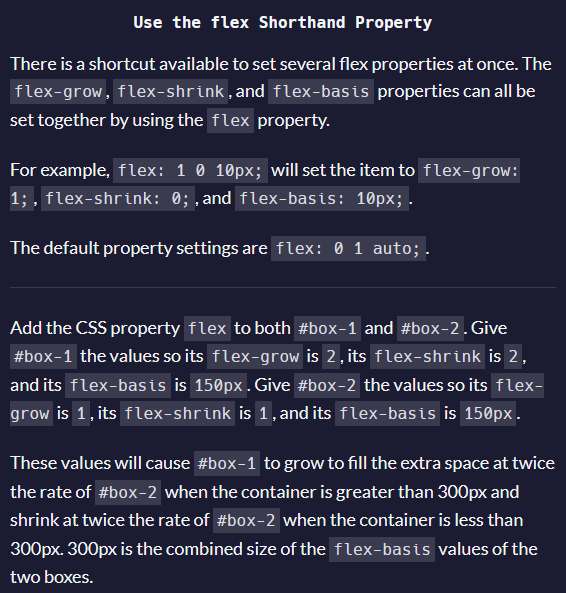 Use the flex Shorthand Property
There is a shortcut available to set several flex properties at once. The
flex-grow, flex-shrink, and flex-basis properties can all be
set together by using the flex property.
For example, flex: 1 0 10px; will set the item to flex-grow:
1;, flex-shrink: 0;, and flex-basis: 10px;.
The default property settings are flex: 0 1 auto;.
Add the CSS property flex to both #box-1 and #box-2. Give
#box-1 the values so its flex-grow is 2, its flex-shrink is 2,
and its flex-basis is 150px. Give #box-2 the values so its flex-
grow is 1, its flex-shrink is 1, and its flex-basis is 150px.
These values will cause #box-1 to grow to fill the extra space at twice
the rate of #box-2 when the container is greater than 300px and
shrink at twice the rate of #box-2 when the container is less than
300px. 300px is the combined size of the flex-basis values of the
two boxes.